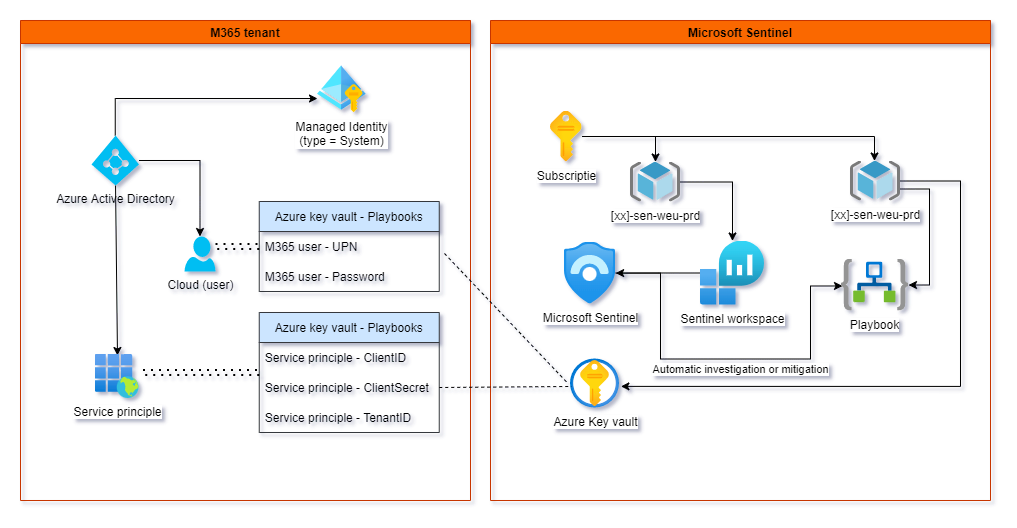 M365 tenant
Managed Identity
(type = System)
Azure Active Directory
Cloud (user)
Azure key vault - Playbooks
M365 user - UPN
M365 user - Password
Azure key vault - Playbooks
Service principle - ClientID
Service principle - ClientSecret
Service principle - TenantID
Service principle
Microsoft Sentinel
Subscriptie
[xx]-sen-weu-prd
[xx]-sen-weu-prd
Microsoft Sentinel
Sentinel workspace
Playbook
Automatic investigation or mitigation
Azure Key vault